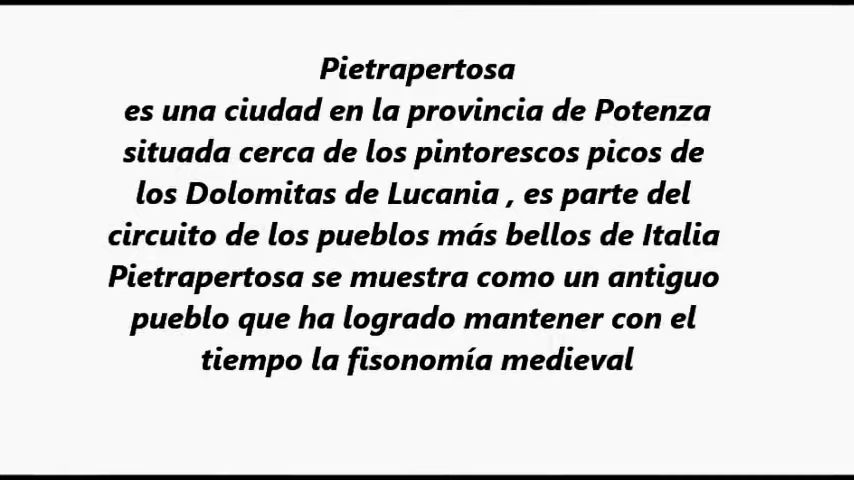 Pietrapertosa
es una ciudad en la provincia de Potenza
situada cerca de los pintorescos picos de
los Dolomitas de Lucania , es parte del
circuito de los pueblos más bellos de Italia
Pietrapertosa se muestra como un antiguo
pueblo que ha logrado mantener con el
tiempo la fisonomía medieval